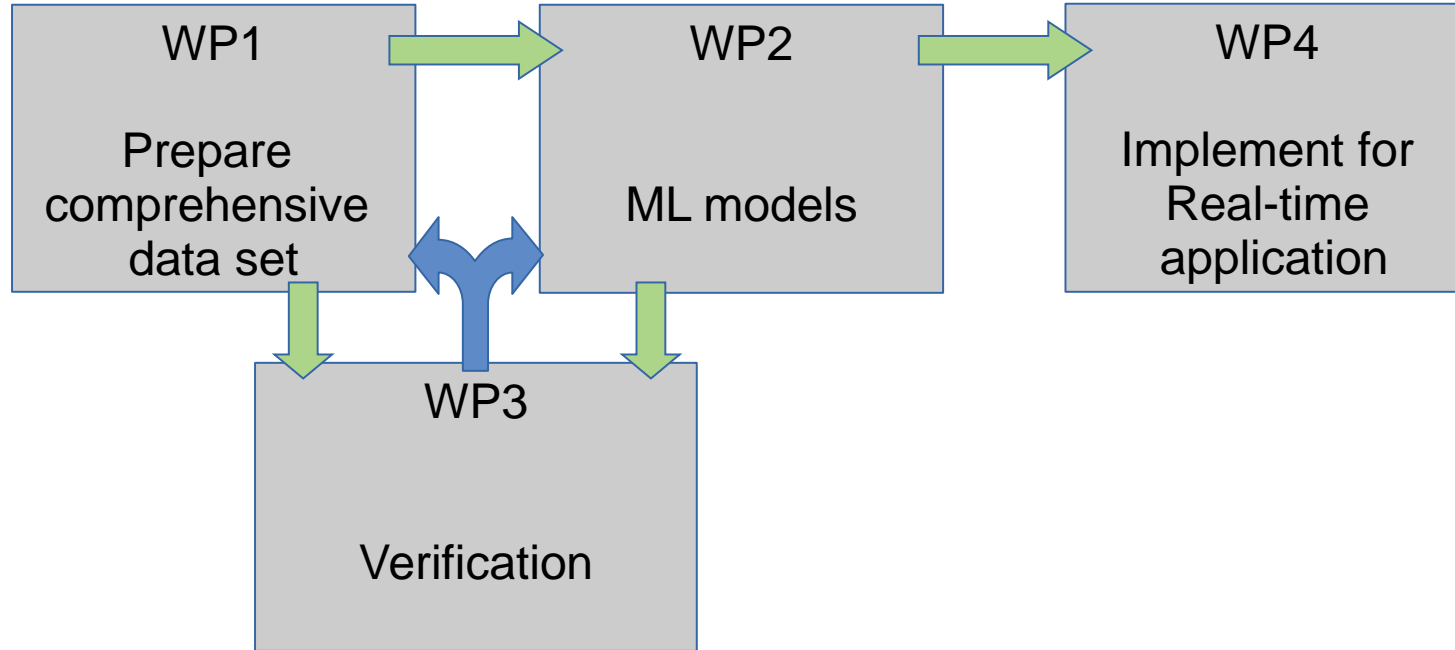 WP1
Prepare
comprehensive
data set
WP2
ML models
WP4
Implement for
Real-time
application
WP3
Verification